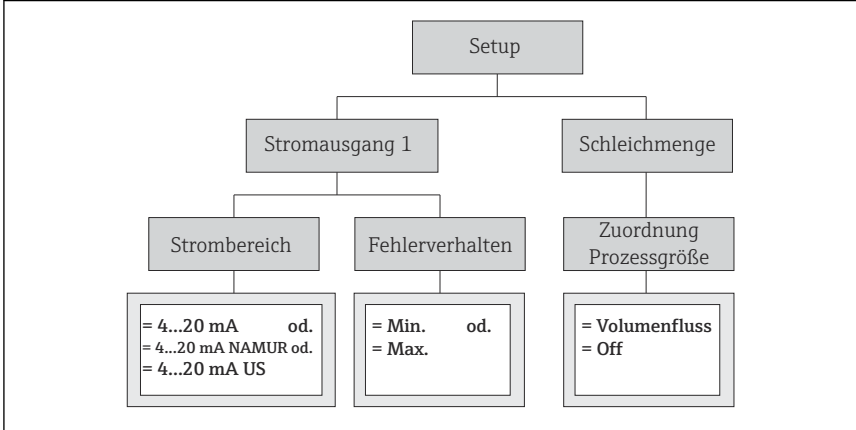 Setup
Stromausgang 1
Schleichmenge
Strombereich
Fehlerverhalten
Zuordnung
Prozessgröße
= 4...20 mA od.
= 4...20 mA NAMUR od.
= 4...20 mA US
= Min. od.
= Max.
= Volumenfluss
= Off